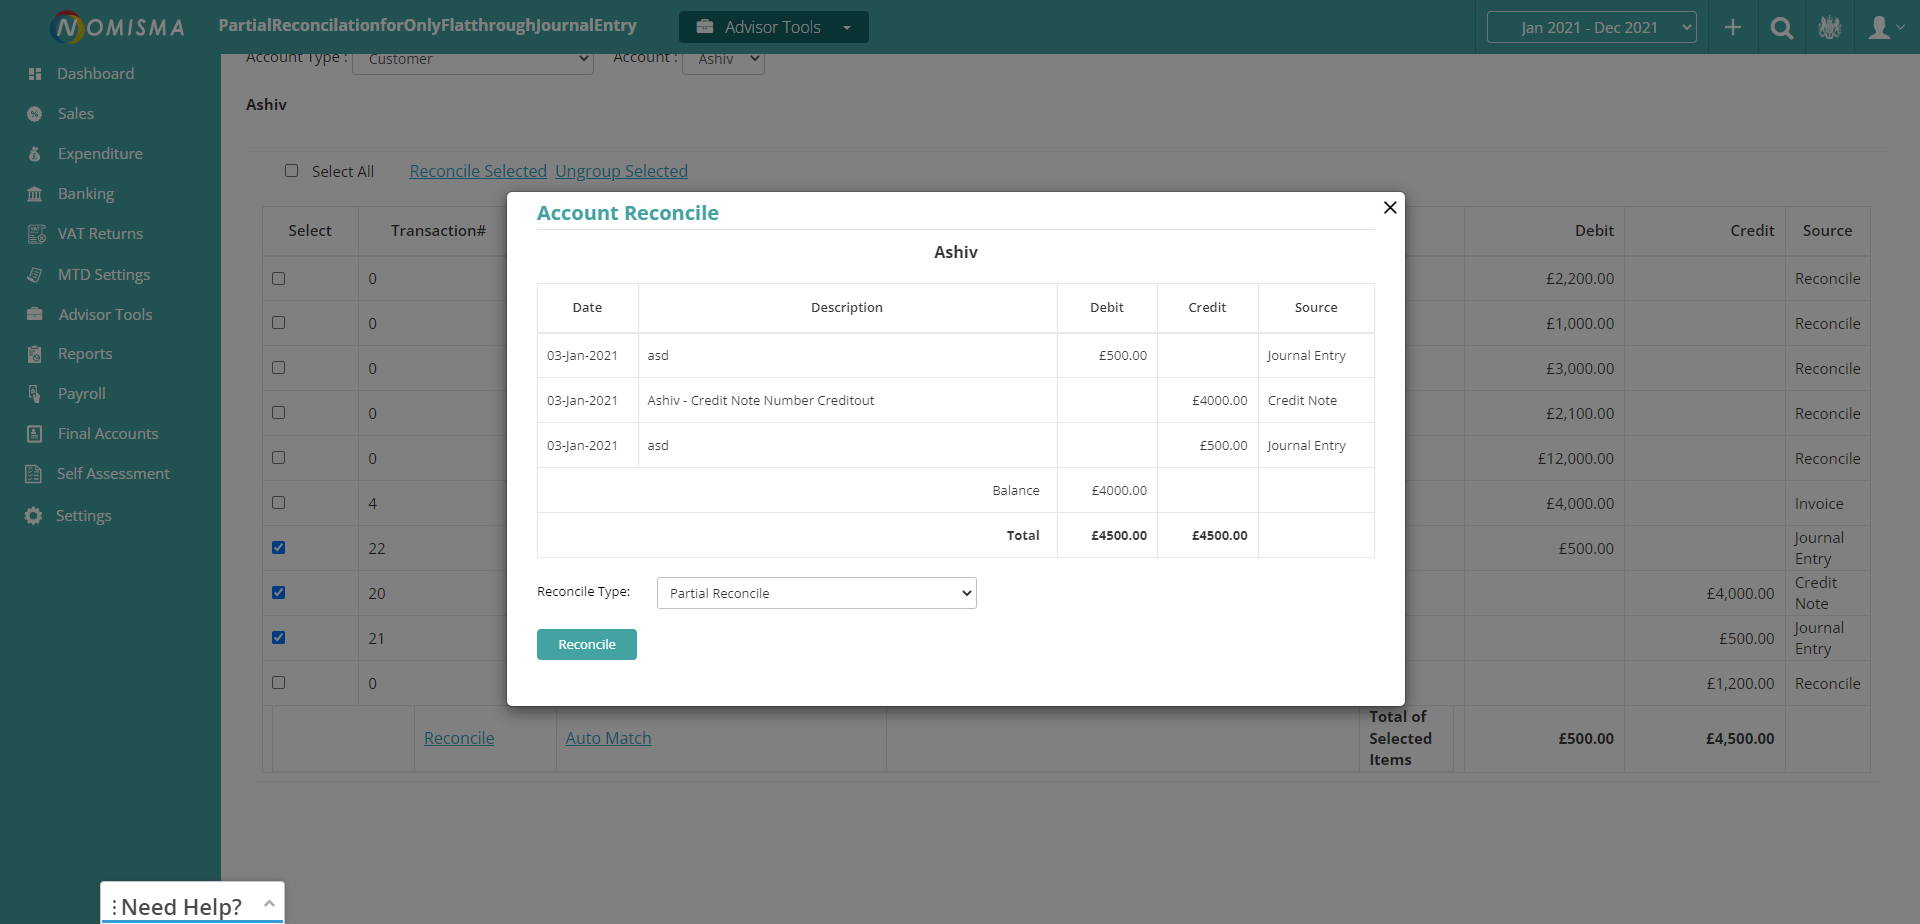 NOMISMA
PartialReconcilationforOnlyFlatthroughJournalEntry
Advisor Tools
Jan 2021 - Dec 2021
Dashboard
Sales
Expenditure
Banking
VAT Returns
MTD Settings
Advisor Tools
Reports
Payroll
Final Accounts
Self Assessment
Settings
Account Type : Customer Account : Ashiv
Ashiv
Select All Reconcile Selected Ungroup Selected
Select Transaction# Debit Credit Source
0 £2,200.00 Reconcile
0 £1,000.00 Reconcile
0 £3,000.00 Reconcile
0 £2,100.00 Reconcile
0 £12,000.00 Reconcile
4 £4,000.00 Invoice
22 £500.00 Journal Entry
20 £4,000.00 Credit Note
21 £500.00 Journal Entry
0 £1,200.00 Reconcile
Reconcile Auto Match Total of Selected Items £500.00 £4,500.00
Account Reconcile
Ashiv
Date Description Debit Credit Source
03-Jan-2021 asd £500.00 Journal Entry
03-Jan-2021 Ashiv - Credit Note Number Creditout £4000.00 Credit Note
03-Jan-2021 asd £500.00 Journal Entry
Balance £4000.00
Total £4500.00 £4500.00
Reconcile Type: Partial Reconcile
Reconcile
Need Help?